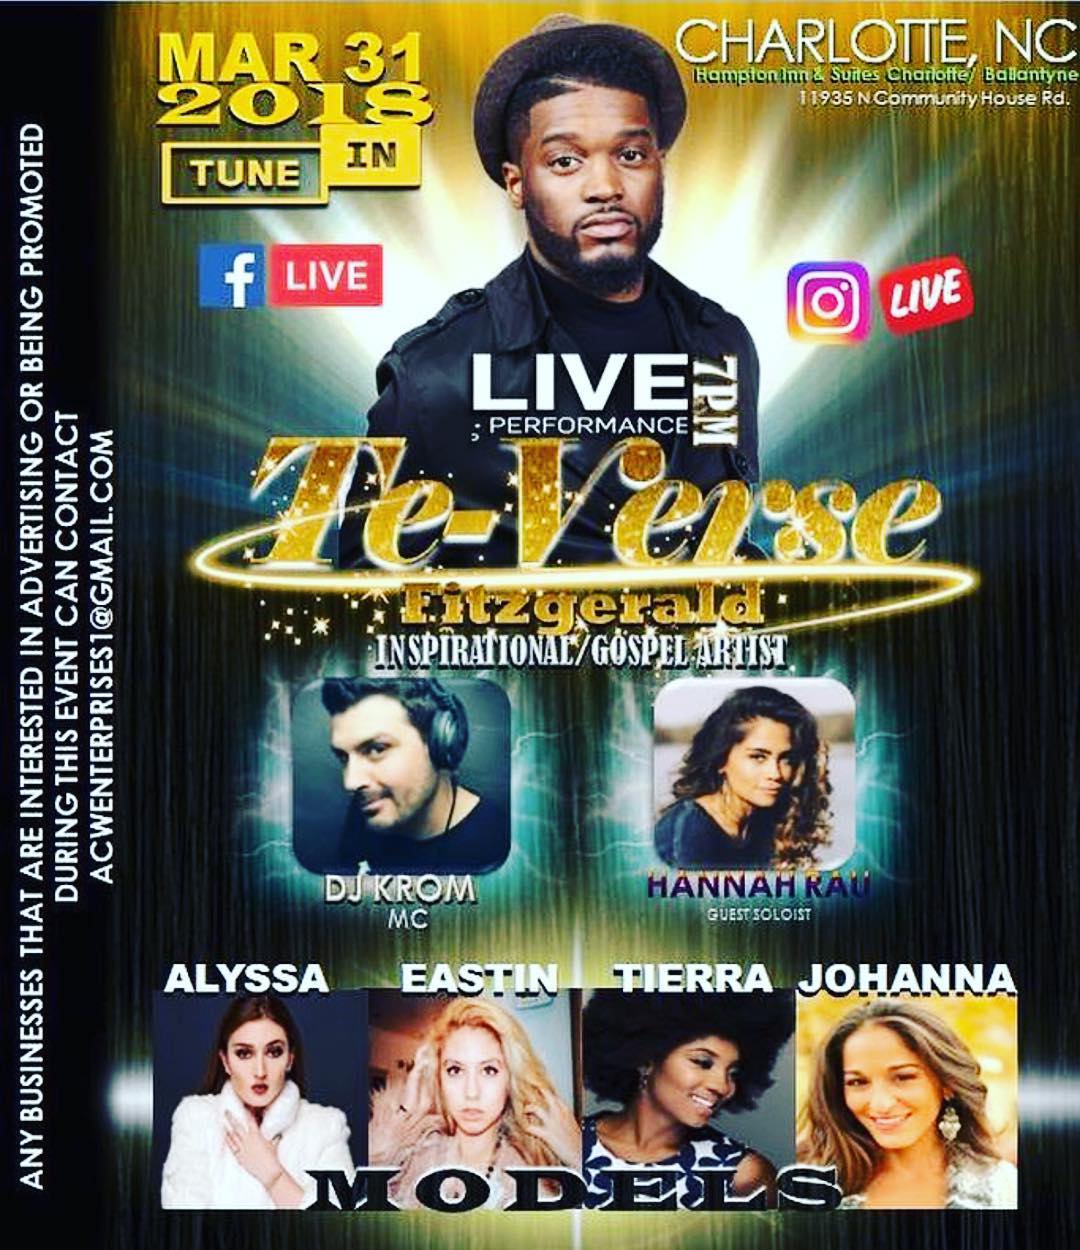 MAR 31
2018
TUNE IN
CHARLOTTE, NC
Hampton Inn & Suites Charlotte/ Ballantyne
11935 N Community House Rd.
f LIVE
LIVE
LIVE
PERFORMANCE
7PM
Te-Verse
Fitzgerald
INSPIRATIONAL/GOSPEL ARTIST
DJ KROM
MC
HANNAH RAU
GUEST SOLOIST
ALYSSA EASTIN TIERRA JOHANNA
MODELS
ANY BUSINESSES THAT ARE INTERESTED IN ADVERTISING OR BEING PROMOTED
DURING THIS EVENT CAN CONTACT
ACWENTERPRISES1@GMAIL.COM